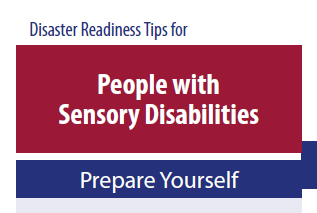 Disaster Readiness Tips for
People with
Sensory Disabilities
Prepare Yourself